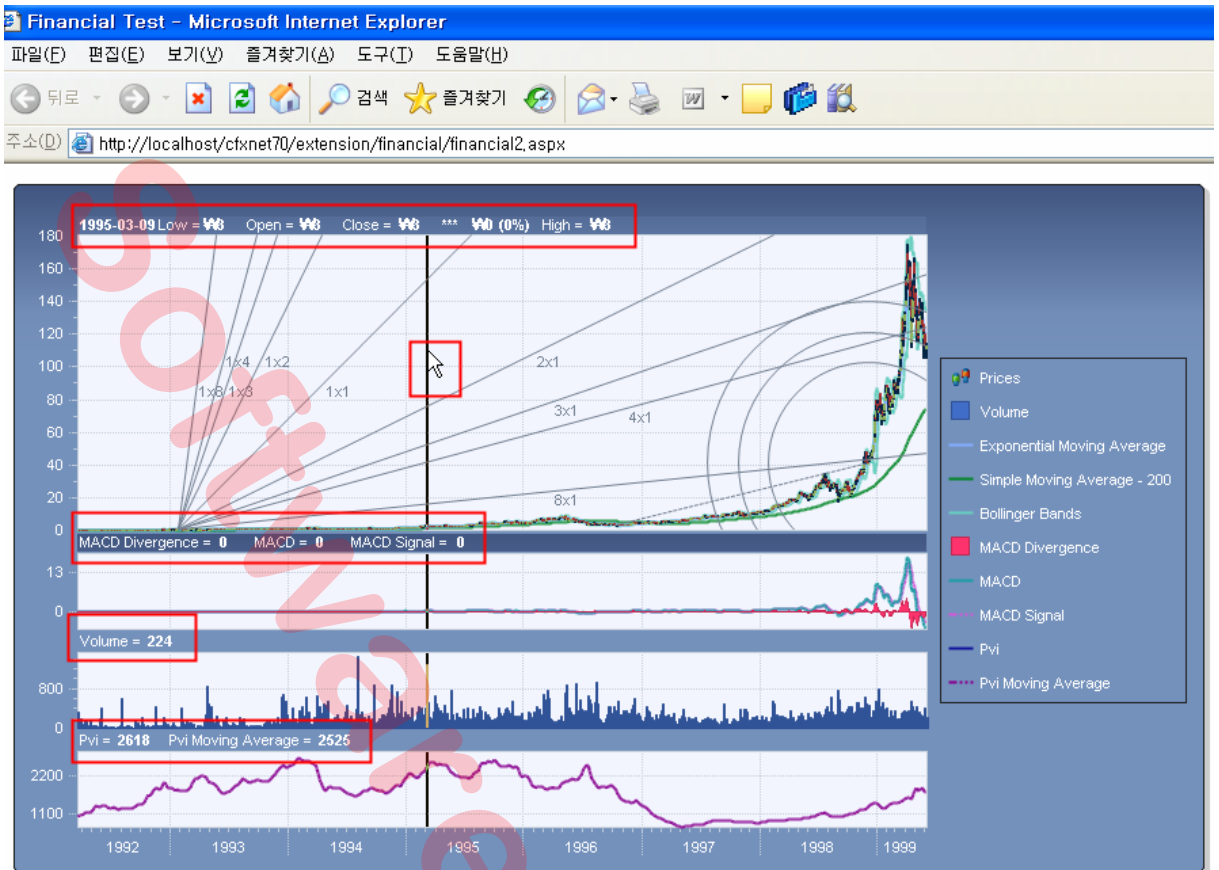 Financial Test - Microsoft Internet Explorer
파일(F) 편집(E) 보기(V) 즐겨찾기(A) 도구(T) 도움말(H)
뒤로 검색 즐겨찾기
주소(D) http://localhost/cfxnet70/extension/financial/financial2.aspx
1995-03-09 Low = ₩3 Open = ₩3 Close = ₩3 *** ₩0 (0%) High = ₩3
180
160
140
120
100
80
60
40
20
0
1x8 1x4 1x3 1x2 1x1 2x1 3x1 4x1 8x1
MACD Divergence = 0 MACD = 0 MACD Signal = 0
13
0
Volume = 224
800
0
Pvi = 2618 Pvi Moving Average = 2525
2200
1100
1992 1993 1994 1995 1996 1997 1998 1999
Prices
Volume
Exponential Moving Average
Simple Moving Average - 200
Bollinger Bands
MACD Divergence
MACD
MACD Signal
Pvi
Pvi Moving Average
Software